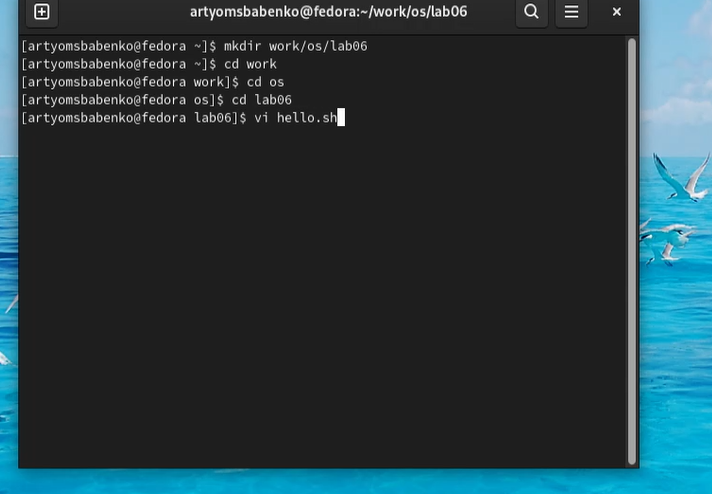 artyomsbabenko@fedora:~/work/os/lab06
[artyomsbabenko@fedora ~]$ mkdir work/os/lab06
[artyomsbabenko@fedora ~]$ cd work
[artyomsbabenko@fedora work]$ cd os
[artyomsbabenko@fedora os]$ cd lab06
[artyomsbabenko@fedora lab06]$ vi hello.sh